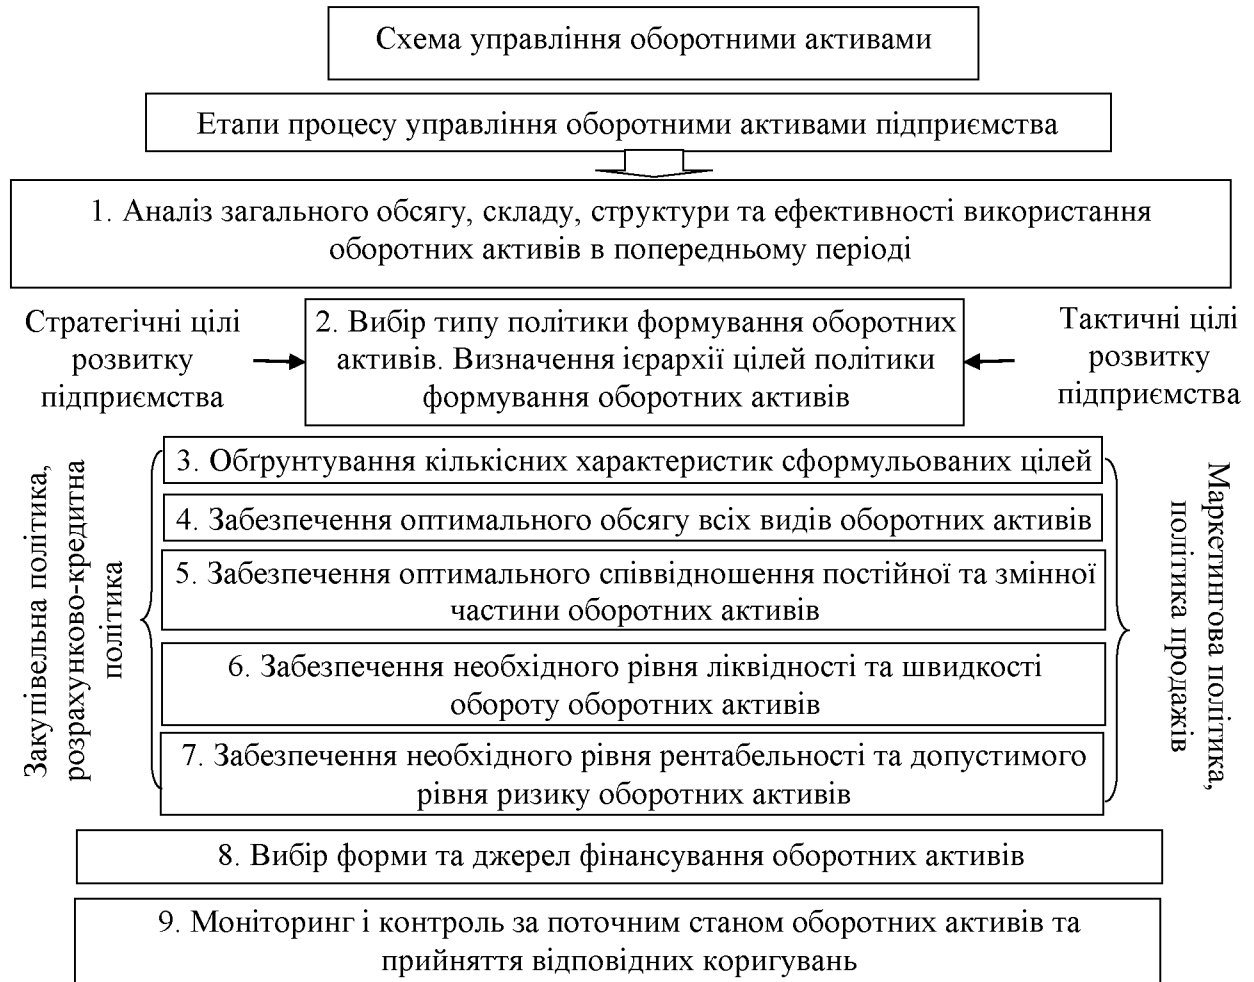 Схема управління оборотними активами
Етапи процесу управління оборотними активами підприємства
1. Аналіз загального обсягу, складу, структури та ефективності використання
оборотних активів в попередньому періоді
Стратегічні цілі
розвитку
підприємства
2. Вибір типу політики формування оборотних
активів. Визначення ієрархії цілей політики
формування оборотних активів
Тактичні цілі
розвитку
підприємства
Закупівельна політика,
розрахунково-кредитна
політика
3. Обґрунтування кількісних характеристик сформульованих цілей
4. Забезпечення оптимального обсягу всіх видів оборотних активів
5. Забезпечення оптимального співвідношення постійної та змінної
частини оборотних активів
6. Забезпечення необхідного рівня ліквідності та швидкості
обороту оборотних активів
7. Забезпечення необхідного рівня рентабельності та допустимого
рівня ризику оборотних активів
Маркетингова політика,
політика продажів
8. Вибір форми та джерел фінансування оборотних активів
9. Моніторинг і контроль за поточним станом оборотних активів та
прийняття відповідних коригувань